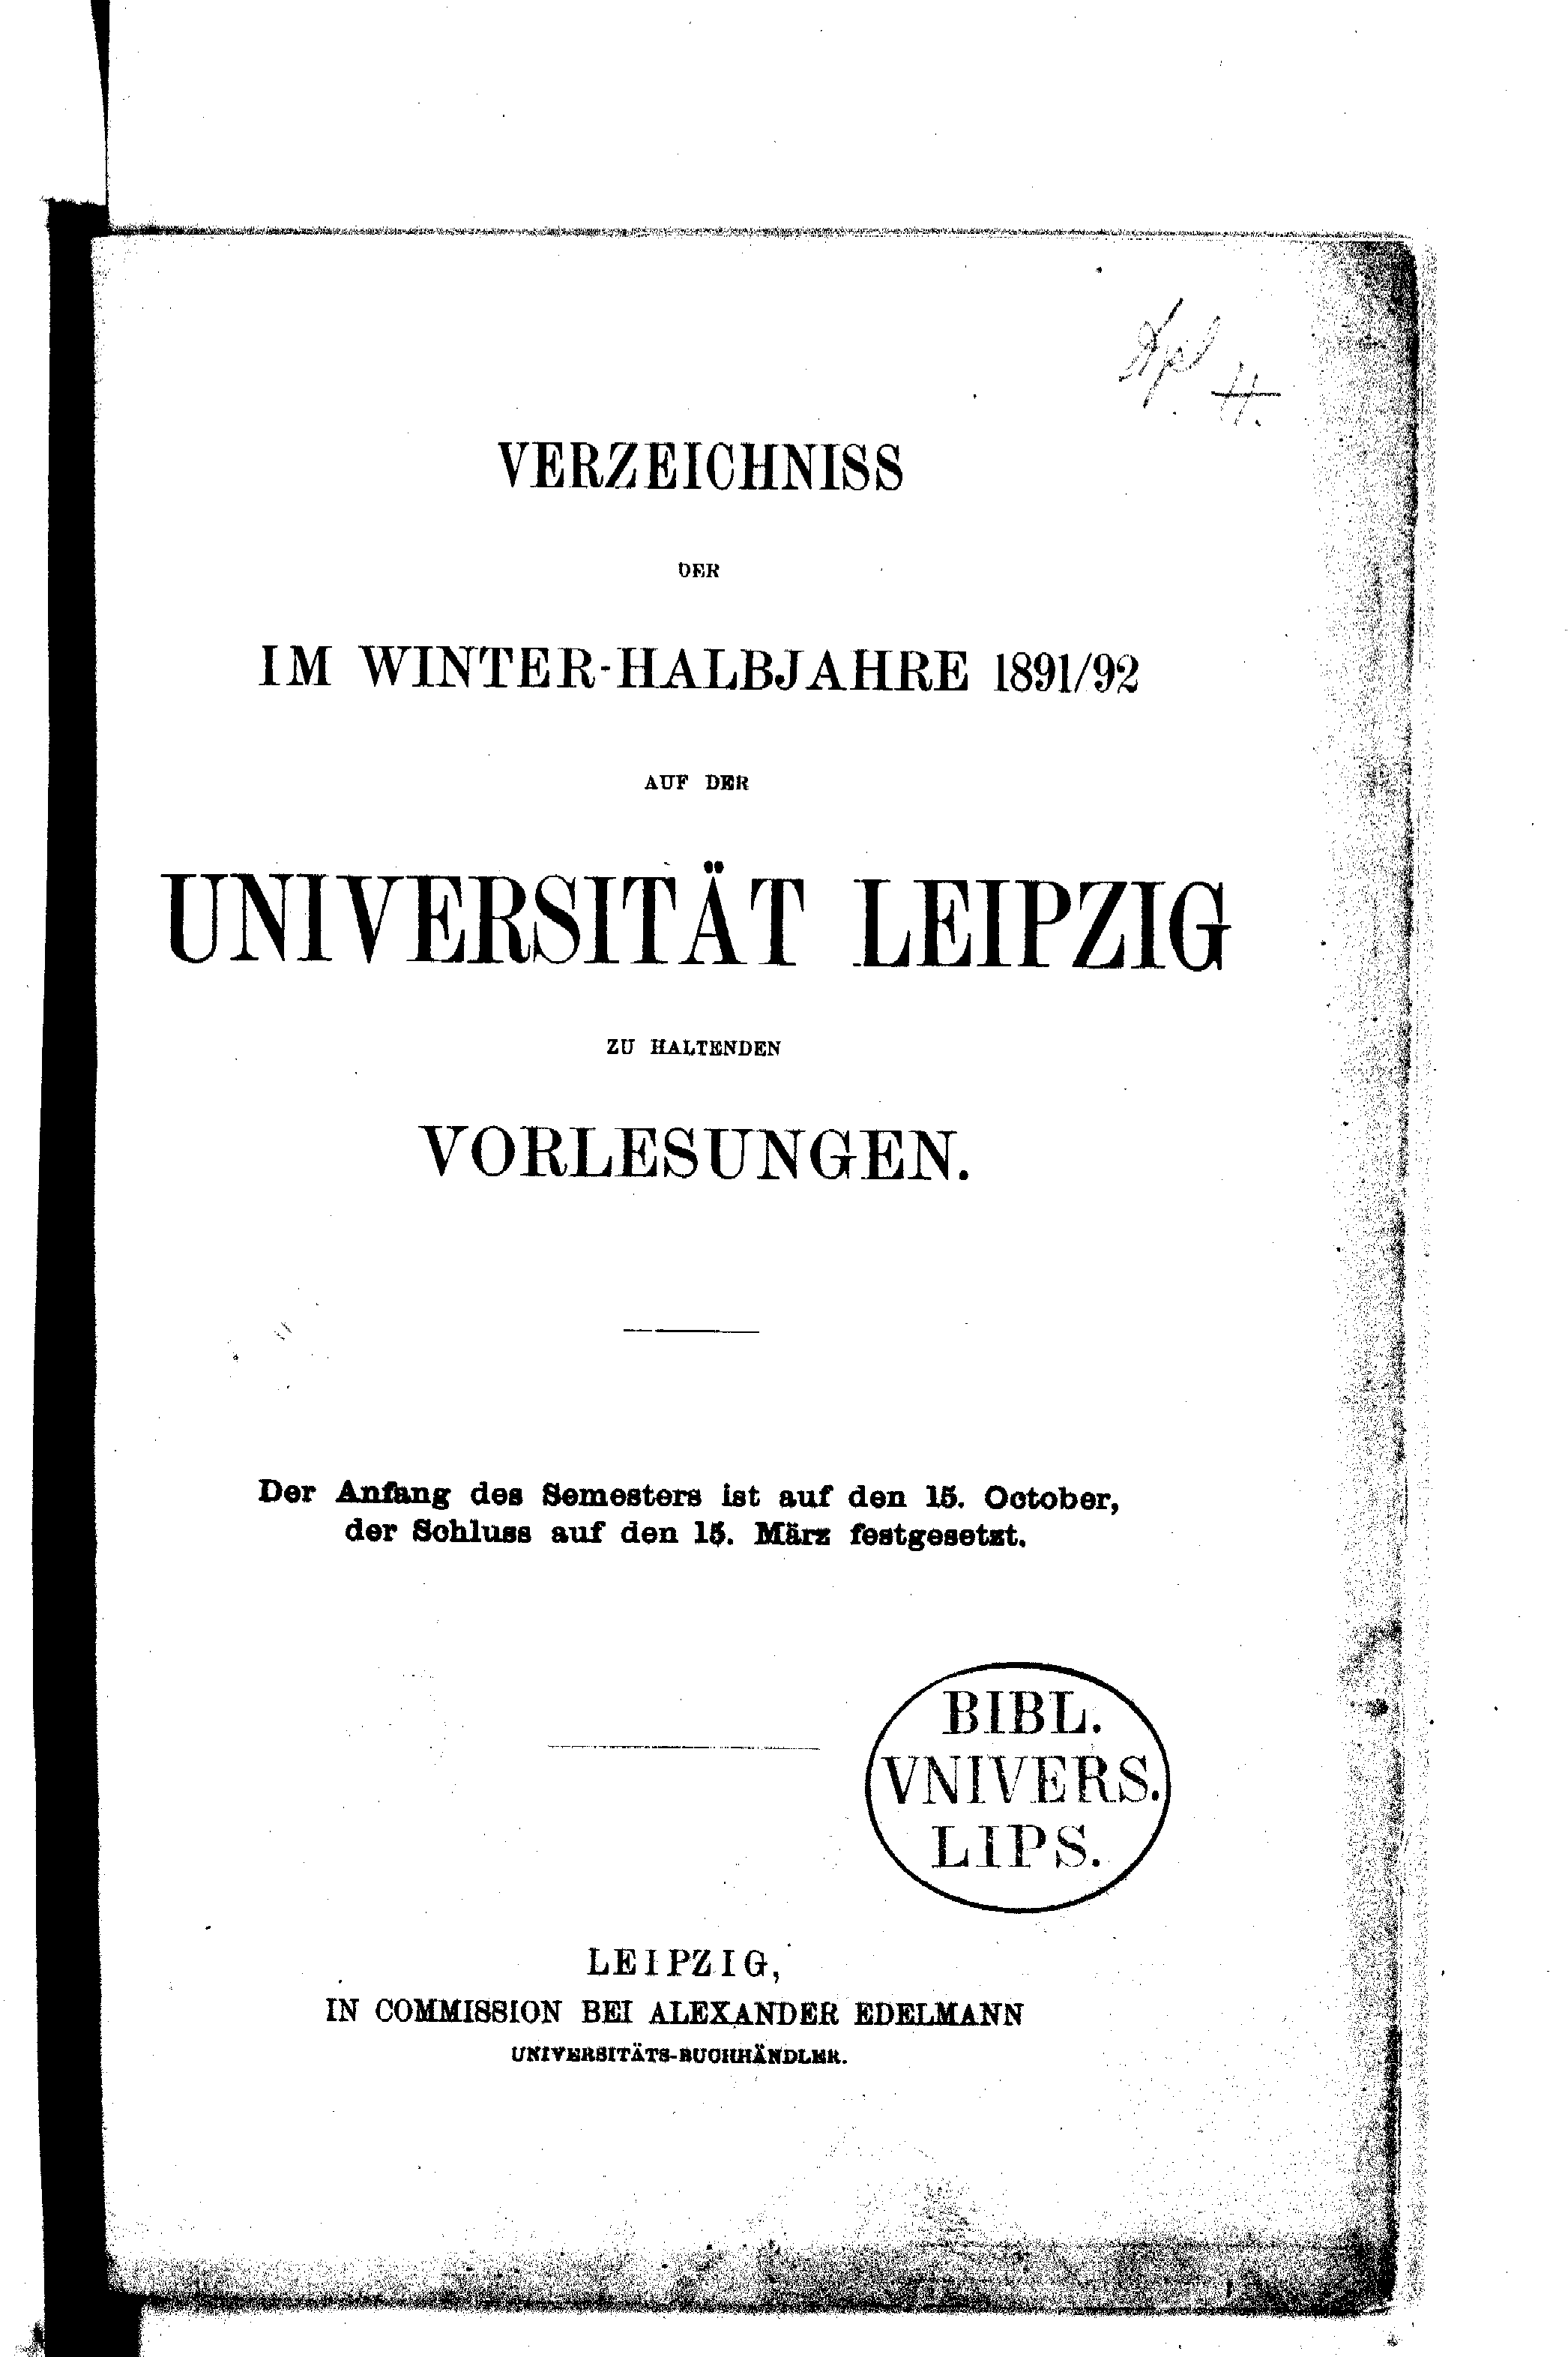 VERZEICHNISS
DER
IM WINTER-HALBJAHRE 1891/92
AUF DER
UNIVERSITÄT LEIPZIG
ZU HALTENDEN
VORLESUNGEN.
Der Anfang des Semesters ist auf den 15. October,
der Schluss auf den 15. März festgesetzt.
BIBL.
VNIVERS.
LIPS.
LEIPZIG,
IN COMMISSION BEI ALEXANDER EDELMANN
UNIVERSITÄTS-BUCHHÄNDLER.